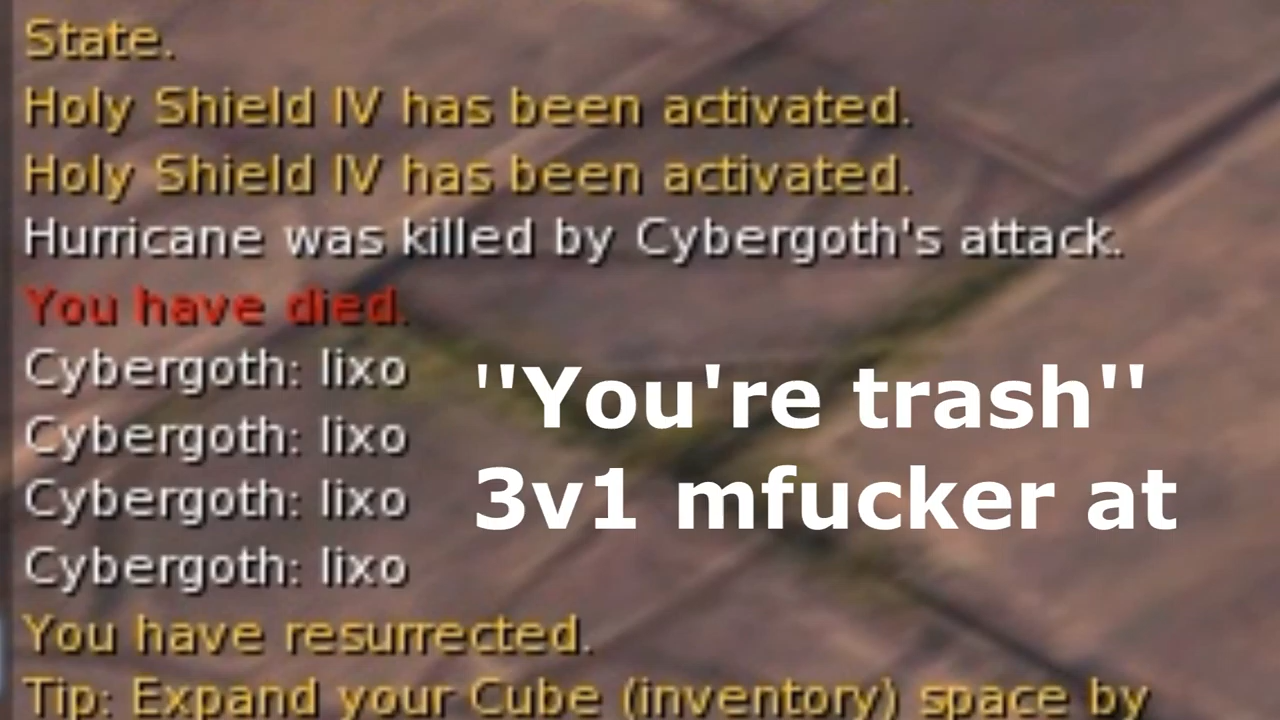 State.
Holy Shield IV has been activated.
Holy Shield IV has been activated.
Hurricane was killed by Cybergoth's attack.
You have died.
Cybergoth: lixo
Cybergoth: lixo
Cybergoth: lixo
Cybergoth: lixo
You have resurrected.
Tip: Expand your Cube (inventory) space by
''You're trash''
3v1 mfucker at